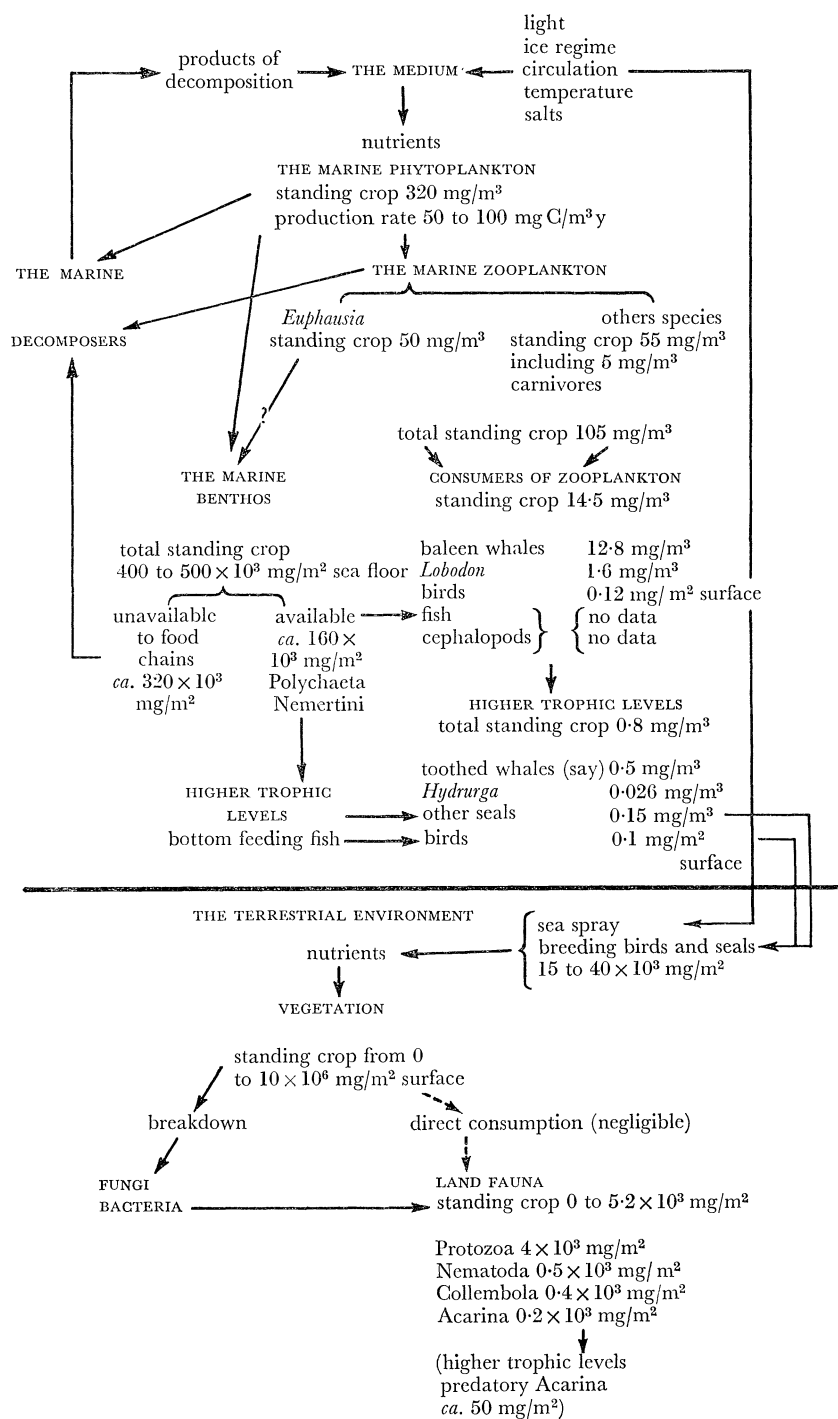 light
ice regime
products of
decomposition
THE MEDIUM
circulation
temperature
salts
nutrients
THE MARINE PHYTOPLANKTON
standing crop 320 mg/m³
production rate 50 to 100 mg C/m³ y
THE MARINE
THE MARINE ZOOPLANKTON
DECOMPOSERS
Euphausia
standing crop 50 mg/m³
others species
standing crop 55 mg/m³
including 5 mg/m³
carnivores
?
total standing crop 105 mg/m³
THE MARINE
BENTHOS
CONSUMERS OF ZOOPLANKTON
standing crop 14·5 mg/m³
total standing crop
400 to 500 × 10³ mg/m² sea floor
unavailable
to food
chains
ca. 320 × 10³
mg/m²
available
ca. 160 ×
10³ mg/m²
Polychaeta
Nemertini
baleen whales 12·8 mg/m³
Lobodon 1·6 mg/m³
birds 0·12 mg/m² surface
fish no data
cephalopods no data
HIGHER TROPHIC LEVELS
total standing crop 0·8 mg/m³
HIGHER TROPHIC
LEVELS
bottom feeding fish
toothed whales (say) 0·5 mg/m³
Hydrurga 0·026 mg/m³
other seals 0·15 mg/m³
birds 0·1 mg/m²
surface
THE TERRESTRIAL ENVIRONMENT
sea spray
nutrients
breeding birds and seals
15 to 40 × 10³ mg/m²
VEGETATION
standing crop from 0
to 10 × 10⁶ mg/m² surface
breakdown
direct consumption (negligible)
FUNGI
BACTERIA
LAND FAUNA
standing crop 0 to 5·2 × 10³ mg/m²
Protozoa 4 × 10³ mg/m²
Nematoda 0·5 × 10³ mg/m²
Collembola 0·4 × 10³ mg/m²
Acarina 0·2 × 10³ mg/m²
(higher trophic levels
predatory Acarina
ca. 50 mg/m²)